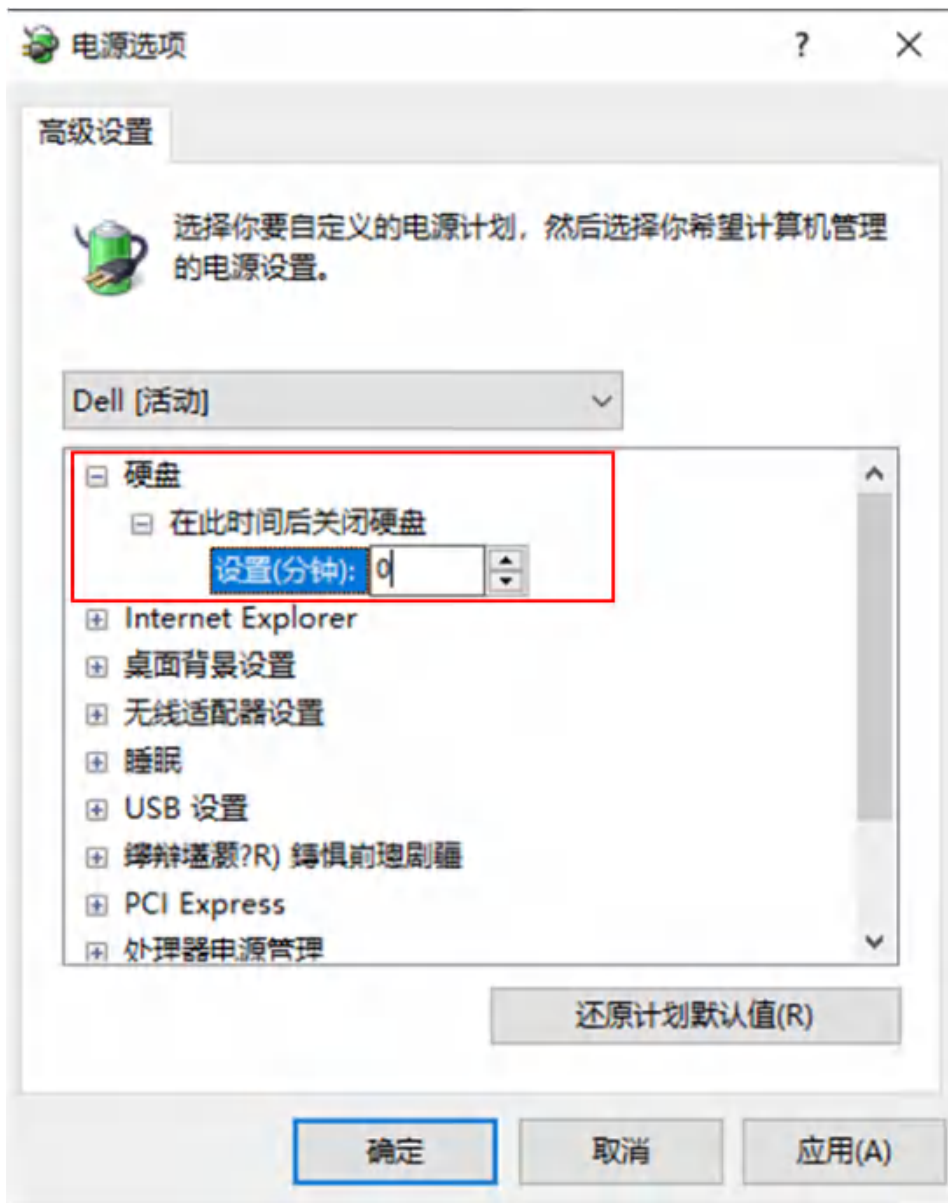 电源选项
?
高级设置
选择你要自定义的电源计划，然后选择你希望计算机管理
的电源设置。
Dell [活动]
硬盘
在此时间后关闭硬盘
设置(分钟): 0
Internet Explorer
桌面背景设置
无线适配器设置
睡眠
USB 设置
PCI Express
处理器电源管理
还原计划默认值(R)
确定
取消
应用(A)